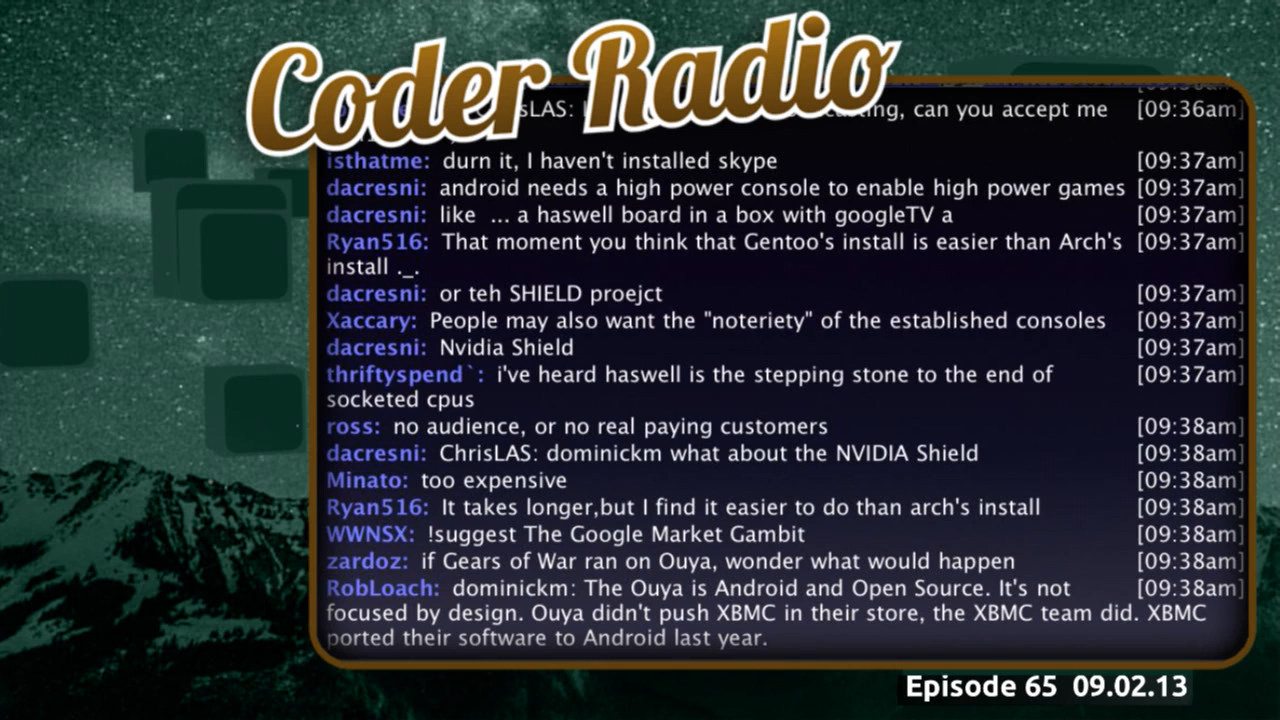 Coder Radio
sLAS: can you accept me [09:36am]
isthatme: durn it, I haven't installed skype [09:37am]
dacresni: android needs a high power console to enable high power games [09:37am]
dacresni: like ... a haswell board in a box with googleTV a [09:37am]
Ryan516: That moment you think that Gentoo's install is easier than Arch's [09:37am]
install ._.
dacresni: or teh SHIELD proejct [09:37am]
Xaccary: People may also want the "noteriety" of the established consoles [09:37am]
dacresni: Nvidia Shield [09:37am]
thriftyspend`: i've heard haswell is the stepping stone to the end of [09:37am]
socketed cpus
ross: no audience, or no real paying customers [09:38am]
dacresni: ChrisLAS: dominickm what about the NVIDIA Shield [09:38am]
Minato: too expensive [09:38am]
Ryan516: It takes longer,but I find it easier to do than arch's install [09:38am]
WWNSX: !suggest The Google Market Gambit [09:38am]
zardoz: if Gears of War ran on Ouya, wonder what would happen [09:38am]
RobLoach: dominickm: The Ouya is Android and Open Source. It's not [09:38am]
focused by design. Ouya didn't push XBMC in their store, the XBMC team did. XBMC
ported their software to Android last year.
Episode 65 09.02.13